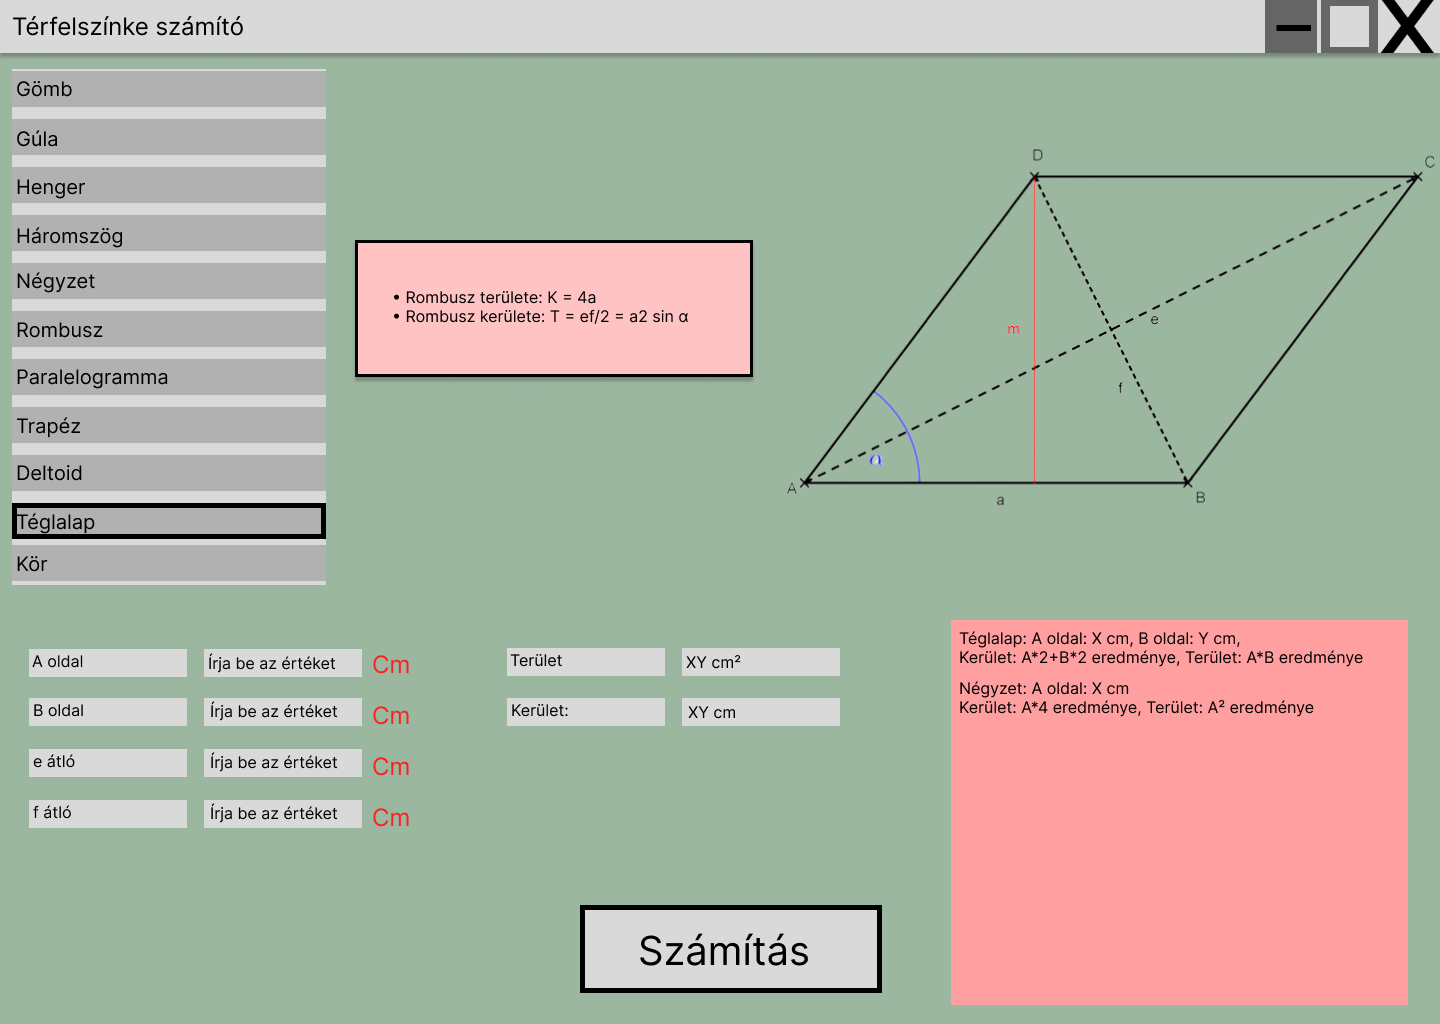 Térfelszínke számító
X
Gömb
Gúla
Henger
Háromszög
Négyzet
Rombusz
Paralelogramma
Trapéz
Deltoid
Téglalap
Kör
• Rombusz területe: K = 4a
• Rombusz kerülete: T = ef/2 = a2 sin α
D
C
m
e
f
α
A
a
B
A oldal
Írja be az értéket
Cm
B oldal
Írja be az értéket
Cm
e átló
Írja be az értéket
Cm
f átló
Írja be az értéket
Cm
Terület
XY cm²
Kerület:
XY cm
Téglalap: A oldal: X cm, B oldal: Y cm,
Kerület: A*2+B*2 eredménye, Terület: A*B eredménye
Négyzet: A oldal: X cm
Kerület: A*4 eredménye, Terület: A² eredménye
Számítás